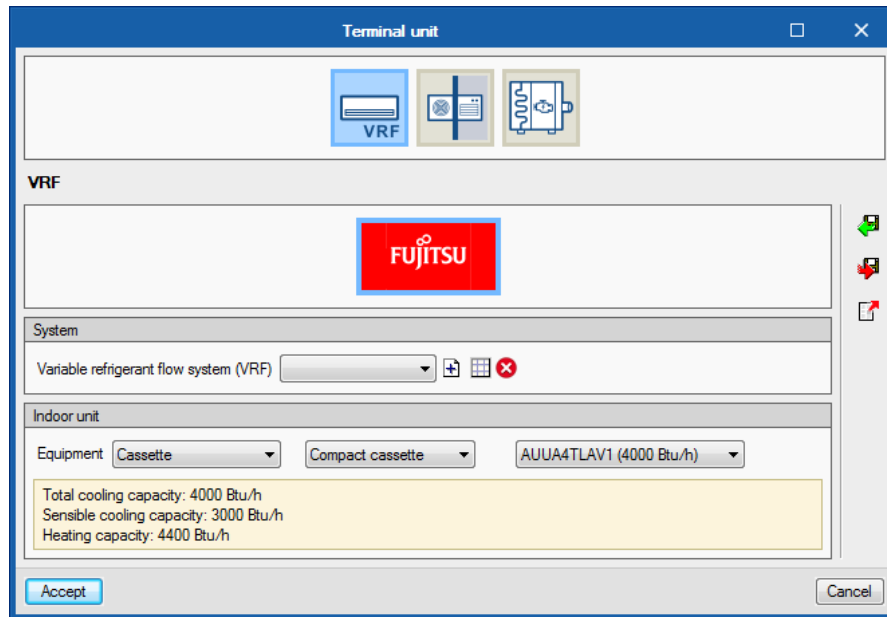 Terminal unit
VRF
VRF
FUJITSU
System
Variable refrigerant flow system (VRF)
Indoor unit
Equipment Cassette Compact cassette AUUA4TLAV1 (4000 Btu/h)
Total cooling capacity: 4000 Btu/h
Sensible cooling capacity: 3000 Btu/h
Heating capacity: 4400 Btu/h
Accept Cancel